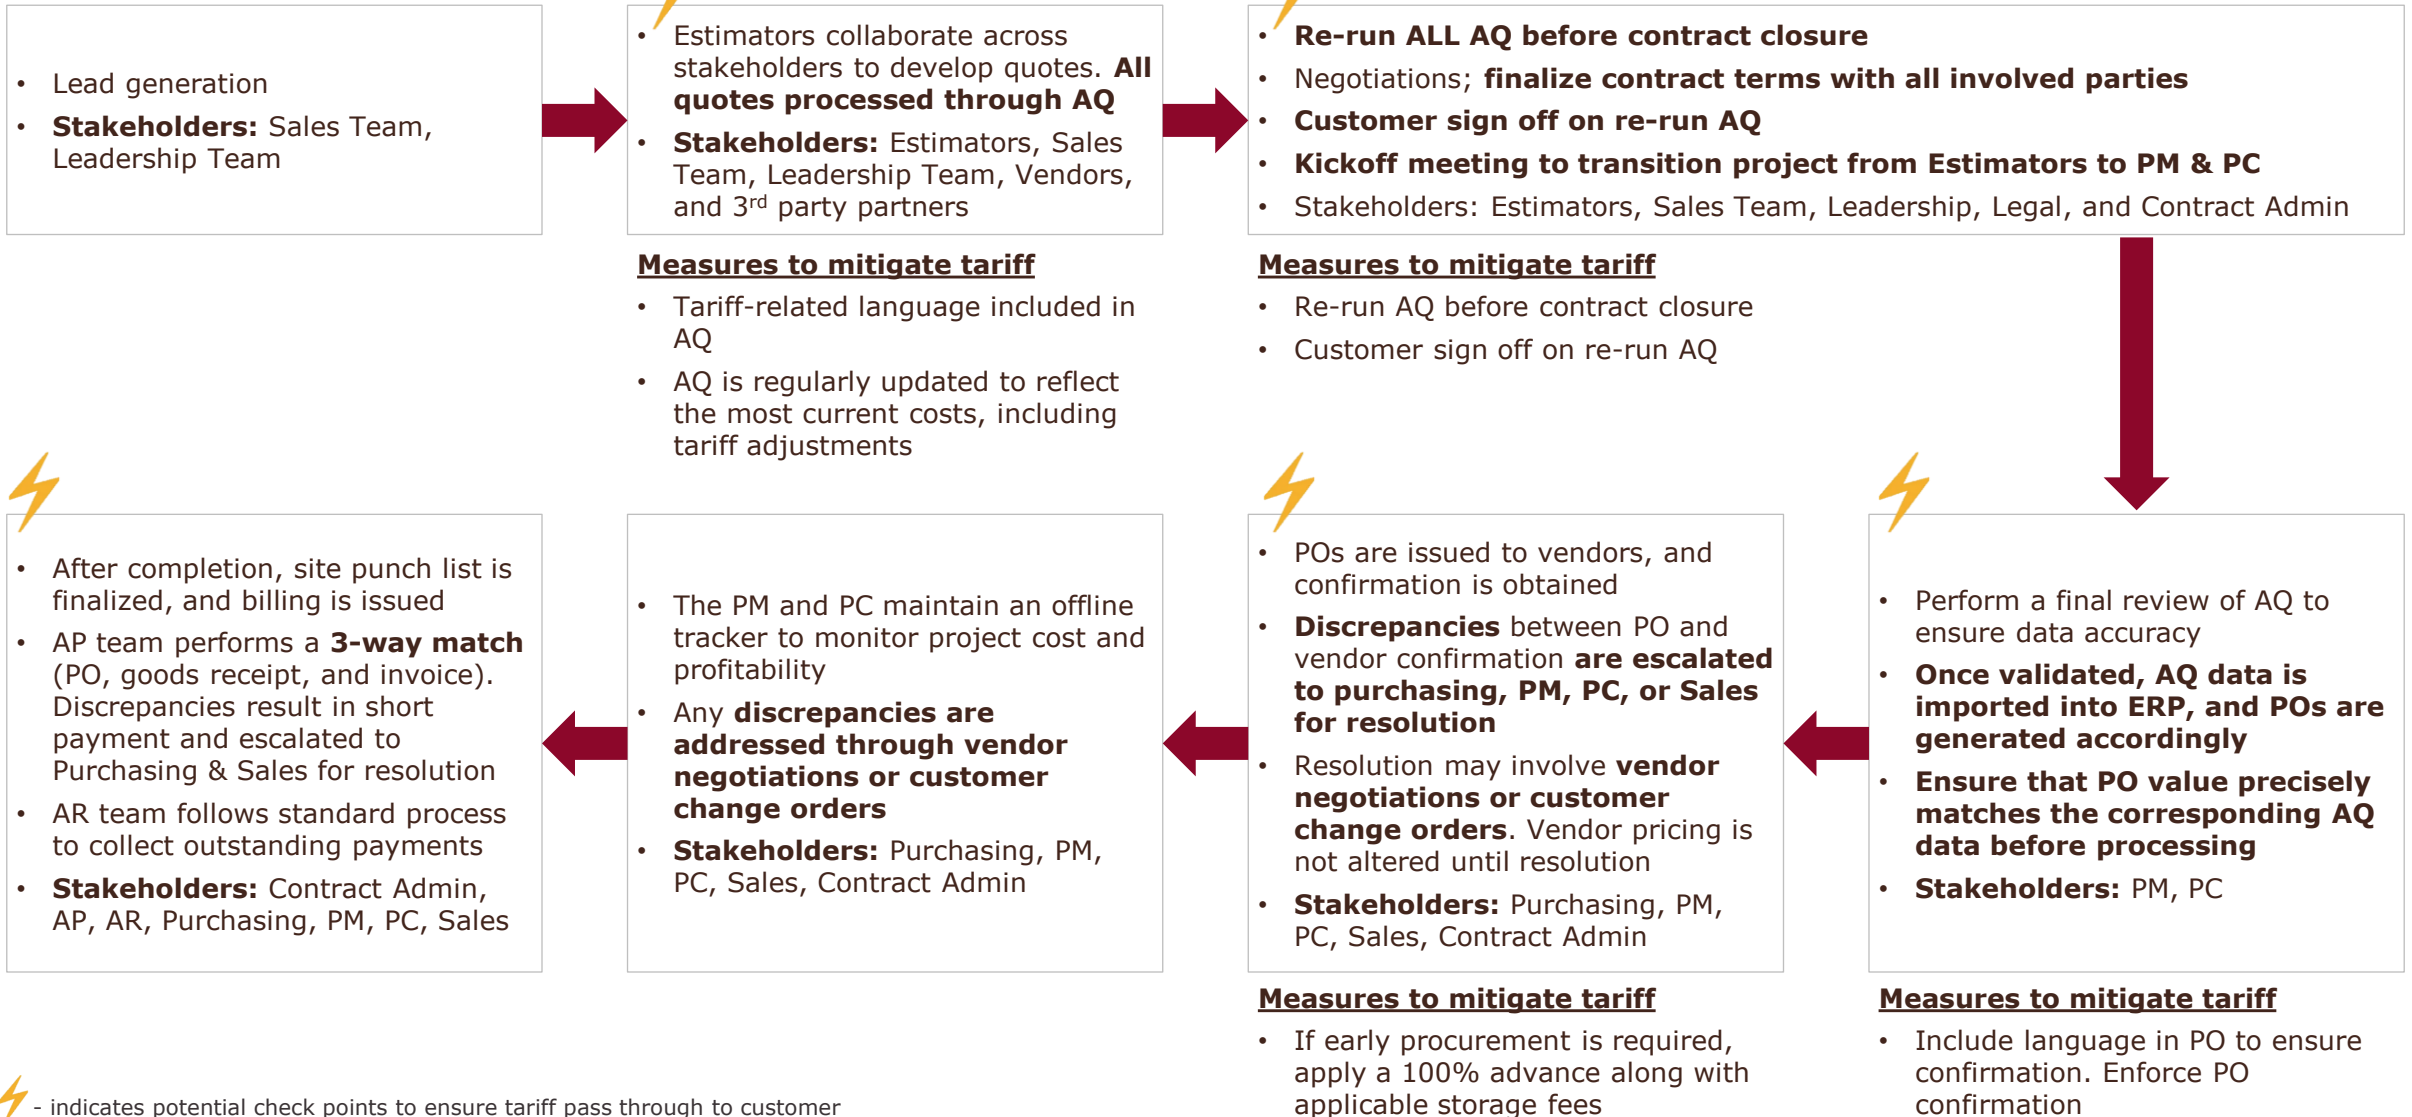 • Lead generation
• Stakeholders: Sales Team,
Leadership Team
• Estimators collaborate across
stakeholders to develop quotes. All
quotes processed through AQ
• Stakeholders: Estimators, Sales
Team, Leadership Team, Vendors,
and 3rd party partners
Measures to mitigate tariff
• Tariff-related language included in
AQ
• AQ is regularly updated to reflect
the most current costs, including
tariff adjustments
• Re-run ALL AQ before contract closure
• Negotiations; finalize contract terms with all involved parties
• Customer sign off on re-run AQ
• Kickoff meeting to transition project from Estimators to PM & PC
• Stakeholders: Estimators, Sales Team, Leadership, Legal, and Contract Admin
Measures to mitigate tariff
• Re-run AQ before contract closure
• Customer sign off on re-run AQ
• Perform a final review of AQ to
ensure data accuracy
• Once validated, AQ data is
imported into ERP, and POs are
generated accordingly
• Ensure that PO value precisely
matches the corresponding AQ
data before processing
• Stakeholders: PM, PC
Measures to mitigate tariff
• Include language in PO to ensure
confirmation. Enforce PO
confirmation
• POs are issued to vendors, and
confirmation is obtained
• Discrepancies between PO and
vendor confirmation are escalated
to purchasing, PM, PC, or Sales
for resolution
• Resolution may involve vendor
negotiations or customer
change orders. Vendor pricing is
not altered until resolution
• Stakeholders: Purchasing, PM,
PC, Sales, Contract Admin
Measures to mitigate tariff
• If early procurement is required,
apply a 100% advance along with
applicable storage fees
• The PM and PC maintain an offline
tracker to monitor project cost and
profitability
• Any discrepancies are
addressed through vendor
negotiations or customer
change orders
• Stakeholders: Purchasing, PM,
PC, Sales, Contract Admin
• After completion, site punch list is
finalized, and billing is issued
• AP team performs a 3-way match
(PO, goods receipt, and invoice).
Discrepancies result in short
payment and escalated to
Purchasing & Sales for resolution
• AR team follows standard process
to collect outstanding payments
• Stakeholders: Contract Admin,
AP, AR, Purchasing, PM, PC, Sales
- indicates potential check points to ensure tariff pass through to customer